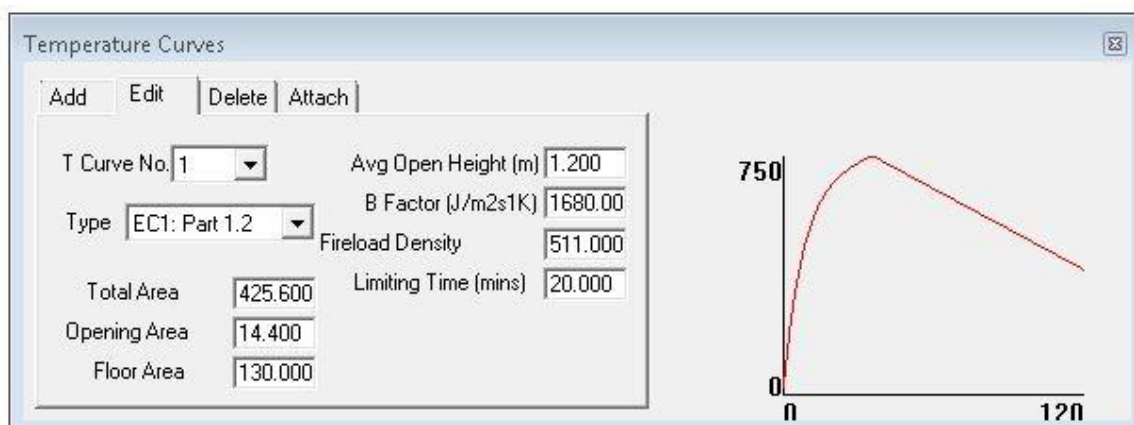 Temperature Curves
Add Edit Delete Attach
T Curve No. 1
Type EC1: Part 1.2
Total Area 425.600
Opening Area 14.400
Floor Area 130.000
Avg Open Height (m) 1.200
B Factor (J/m2s1K) 1680.00
Fireload Density 511.000
Limiting Time (mins) 20.000
750
0
0 120